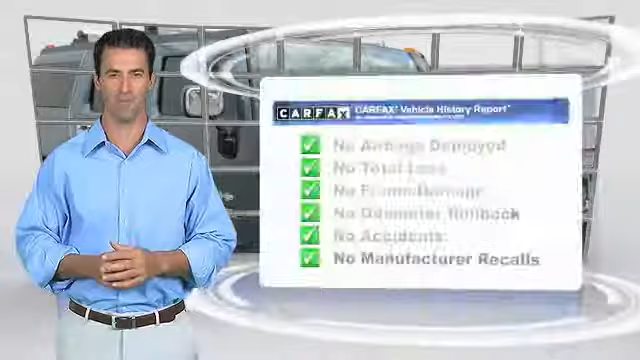 CARFAX CARFAX® Vehicle History Report™
No Airbags Deployed
No Total Loss
No Frame Damage
No Odometer Rollback
No Accidents
No Manufacturer Recalls